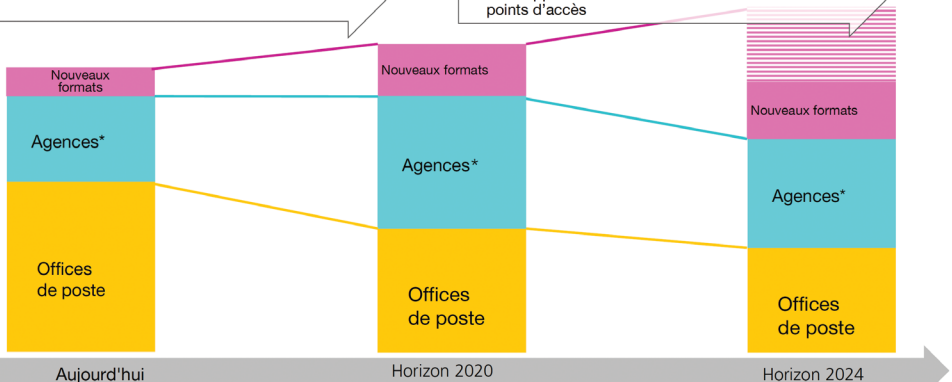 points d'accès
Nouveaux
formats
Agences*
Offices
de poste
Nouveaux formats
Agences*
Offices
de poste
Nouveaux formats
Agences*
Offices
de poste
Aujourd'hui
Horizon 2020
Horizon 2024